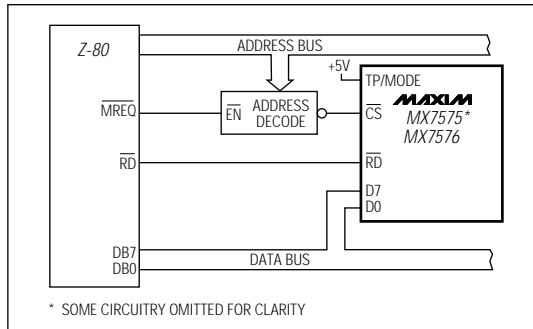 Z-80
ADDRESS BUS
+5V
TP/MODE
MAXIM
MREQ
EN
ADDRESS
DECODE
CS
MX7575*
MX7576
RD
RD
D7
D0
DB7
DB0
DATA BUS
* SOME CIRCUITRY OMITTED FOR CLARITY